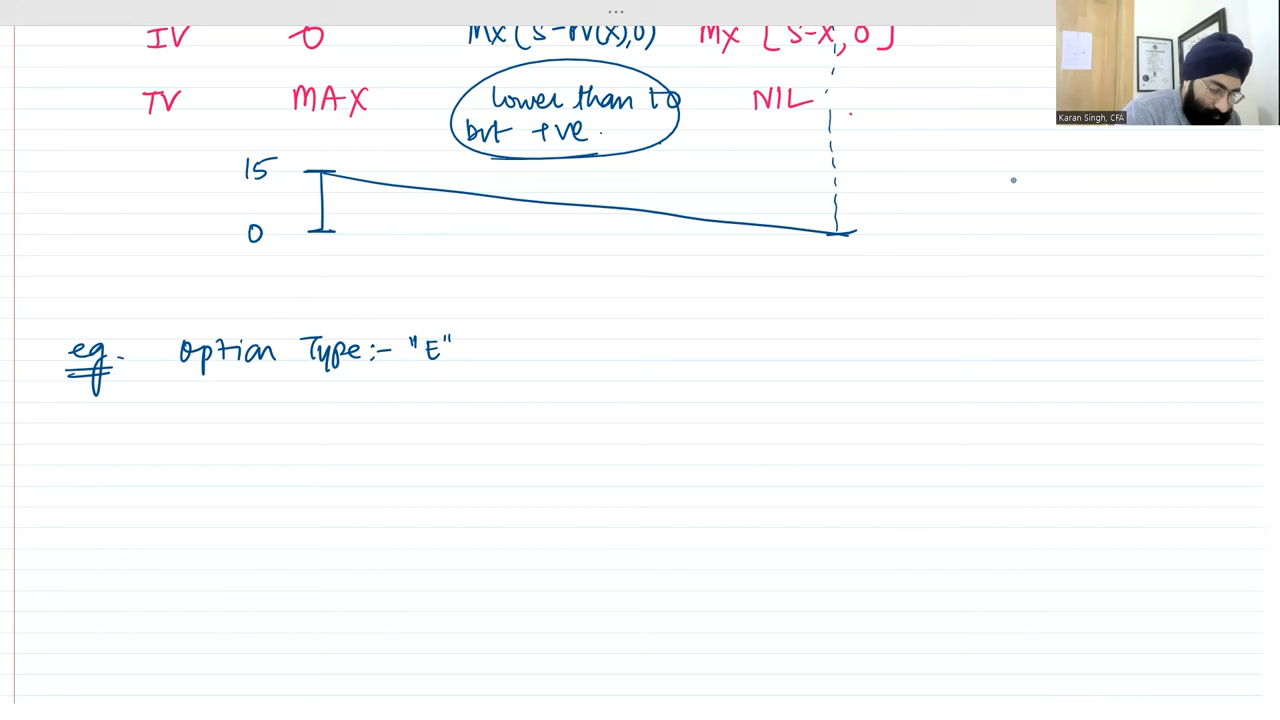 IV 0 Mx (S-PV(X),0) Mx [S-X, 0]
TV MAX lower than t0 NIL
but +ve.
15
0
eg. Option Type:- "E"
Karan Singh, CFA